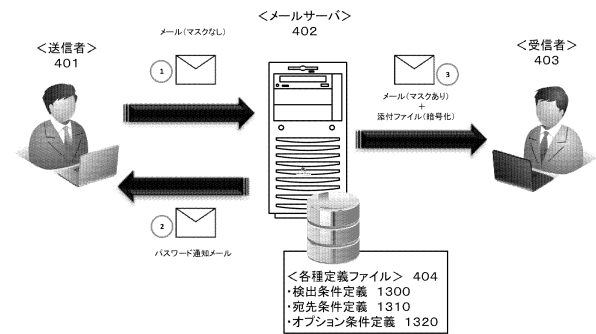 ＜メールサーバ＞
402
メール（マスクなし）
＜送信者＞
401
1
3
＜受信者＞
403
メール（マスクあり）
＋
添付ファイル（暗号化）
2
パスワード通知メール
＜各種定義ファイル＞ 404
・検出条件定義 1300
・宛先条件定義 1310
・オプション条件定義 1320